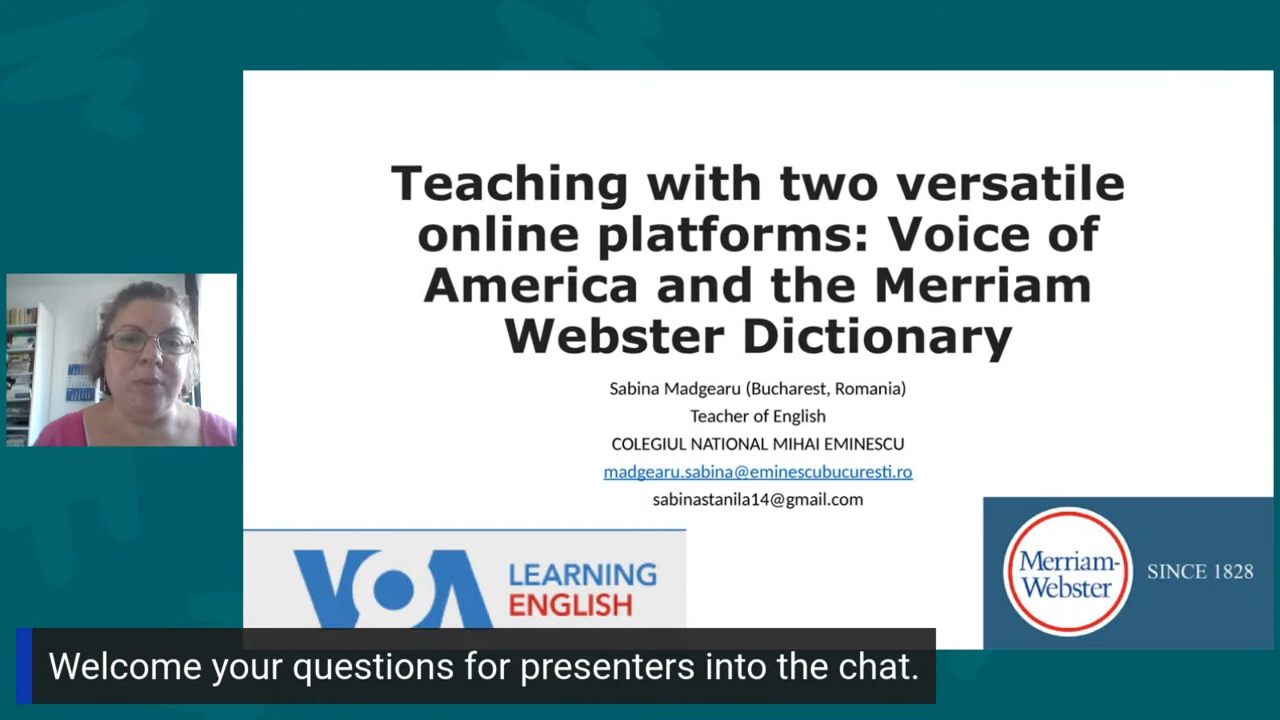 Teaching with two versatile
online platforms: Voice of
America and the Merriam
Webster Dictionary
Sabina Madgearu (Bucharest, Romania)
Teacher of English
COLEGIUL NATIONAL MIHAI EMINESCU
madgearu.sabina@eminescubucuresti.ro
sabinastanila14@gmail.com
VOA
LEARNING
ENGLISH
Merriam-
Webster
SINCE 1828
Welcome your questions for presenters into the chat.